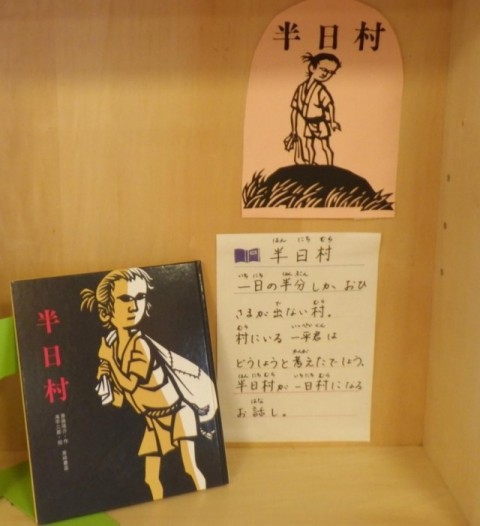 半日村
半日村
一日の半分しか おひ
さまが出ない村。
村にいる 一平君は
どうしようと考えたでしょう。
半日村が 一日村になる
お話し。
半日村